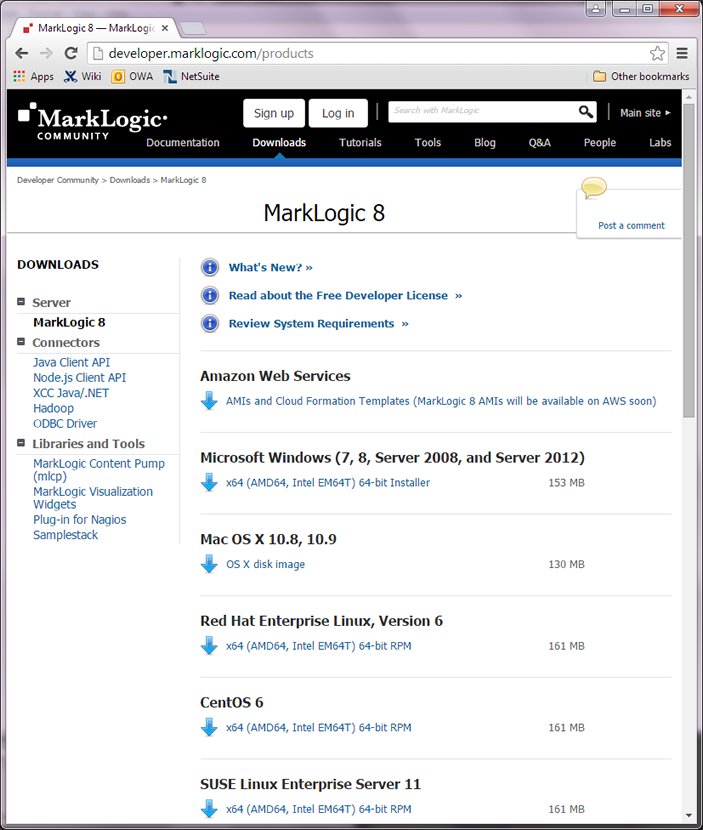 MarkLogic 8 — MarkLogic
developer.marklogic.com/products
Apps Wiki OWA NetSuite Other bookmarks
MarkLogic
COMMUNITY
Sign up Log in Search with MarkLogic Main site ▸
Documentation Downloads Tutorials Tools Blog Q&A People Labs
Developer Community > Downloads > MarkLogic 8
MarkLogic 8
Post a comment
DOWNLOADS
Server
MarkLogic 8
Connectors
Java Client API
Node.js Client API
XCC Java/.NET
Hadoop
ODBC Driver
Libraries and Tools
MarkLogic Content Pump
(mlcp)
MarkLogic Visualization
Widgets
Plug-in for Nagios
Samplestack
What's New? »
Read about the Free Developer License »
Review System Requirements »
Amazon Web Services
AMIs and Cloud Formation Templates (MarkLogic 8 AMIs will be available on AWS soon)
Microsoft Windows (7, 8, Server 2008, and Server 2012)
x64 (AMD64, Intel EM64T) 64-bit Installer 153 MB
Mac OS X 10.8, 10.9
OS X disk image 130 MB
Red Hat Enterprise Linux, Version 6
x64 (AMD64, Intel EM64T) 64-bit RPM 161 MB
CentOS 6
x64 (AMD64, Intel EM64T) 64-bit RPM 161 MB
SUSE Linux Enterprise Server 11
x64 (AMD64, Intel EM64T) 64-bit RPM 161 MB